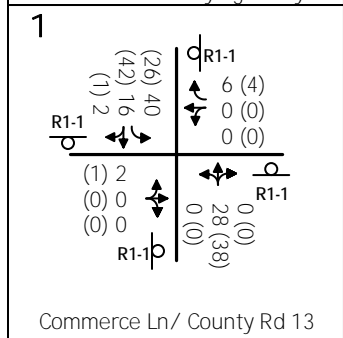 1
(1) 2
(42) 16
(26) 40
R1-1
6 (4)
0 (0)
0 (0)
R1-1
(1) 2
(0) 0
(0) 0
R1-1
0 (0)
28 (38)
0 (0)
R1-1
Commerce Ln/ County Rd 13